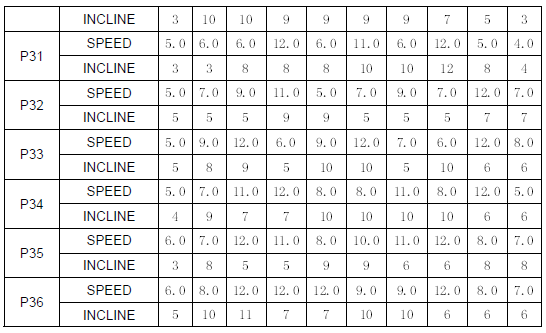 INCLINE 3 10 10 9 9 9 9 7 5 3
P31 SPEED 5.0 6.0 6.0 12.0 6.0 11.0 6.0 12.0 5.0 4.0
INCLINE 3 3 8 8 8 10 10 12 8 4
P32 SPEED 5.0 7.0 9.0 11.0 5.0 7.0 9.0 7.0 12.0 7.0
INCLINE 5 5 5 9 9 5 5 5 7 7
P33 SPEED 5.0 9.0 12.0 6.0 9.0 12.0 7.0 6.0 12.0 8.0
INCLINE 5 8 9 5 10 10 5 10 6 6
P34 SPEED 5.0 7.0 11.0 12.0 8.0 8.0 11.0 8.0 12.0 5.0
INCLINE 4 9 7 7 10 10 10 10 6 6
P35 SPEED 6.0 7.0 12.0 11.0 8.0 10.0 11.0 12.0 8.0 7.0
INCLINE 3 8 5 5 9 9 6 6 8 8
P36 SPEED 6.0 8.0 12.0 12.0 12.0 9.0 9.0 12.0 8.0 7.0
INCLINE 5 10 11 7 7 10 10 6 6 6